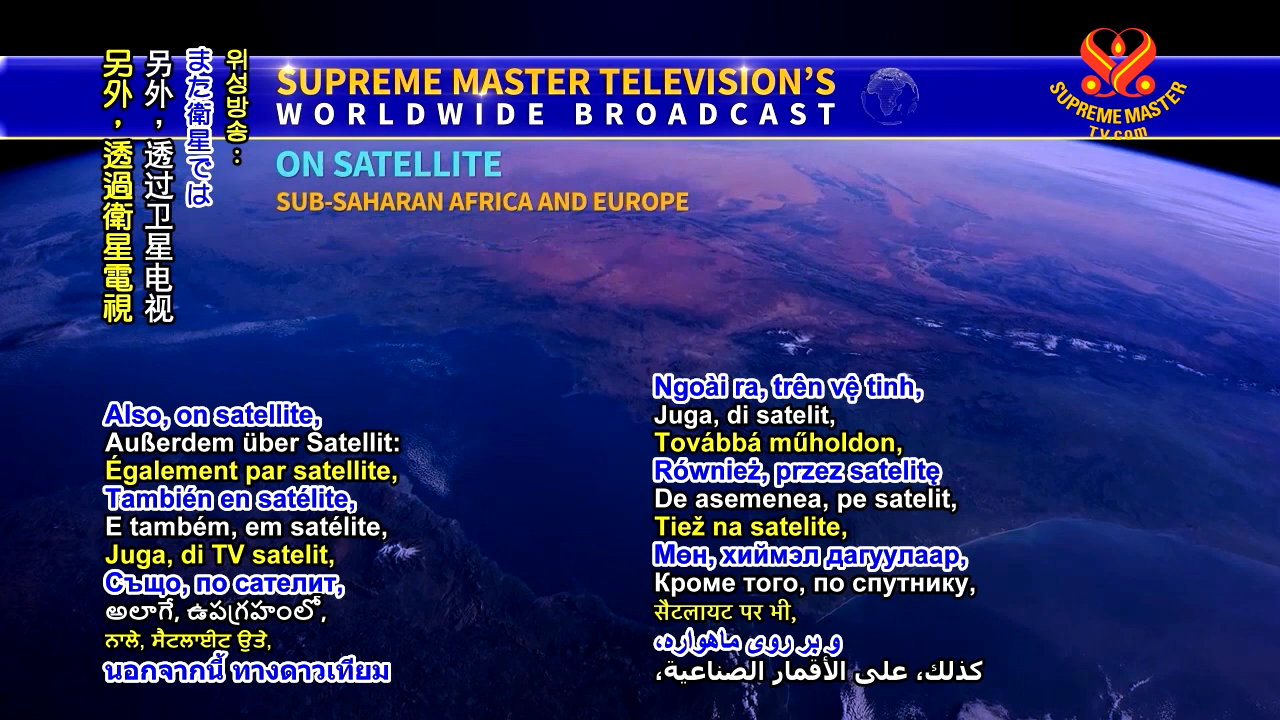 SUPREME MASTER TELEVISION'S
WORLDWIDE BROADCAST
ON SATELLITE
SUB-SAHARAN AFRICA AND EUROPE
SUPREME MASTER
TV.com
위성방송:
また衛星では
另外，透过卫星电视
另外，透過衛星電視
Also, on satellite,
Außerdem über Satellit:
Également par satellite,
También en satélite,
E também, em satélite,
Juga, di TV satelit,
Също, по сателит,
అలాగే, ఉపగ్రహంలో,
ਨਾਲੇ, ਸੈਟਲਾਈਟ ਉਤੇ,
นอกจากนี้ ทางดาวเทียม
Ngoài ra, trên vệ tinh,
Juga, di satelit,
Továbbá műholdon,
Również, przez satelitę
De asemenea, pe satelit,
Tiež na satelite,
Мөн, хиймэл дагуулаар,
Кроме того, по спутнику,
सैटलायट पर भी,
و بر روی ماهواره،
كذلك، على الأقمار الصناعية،